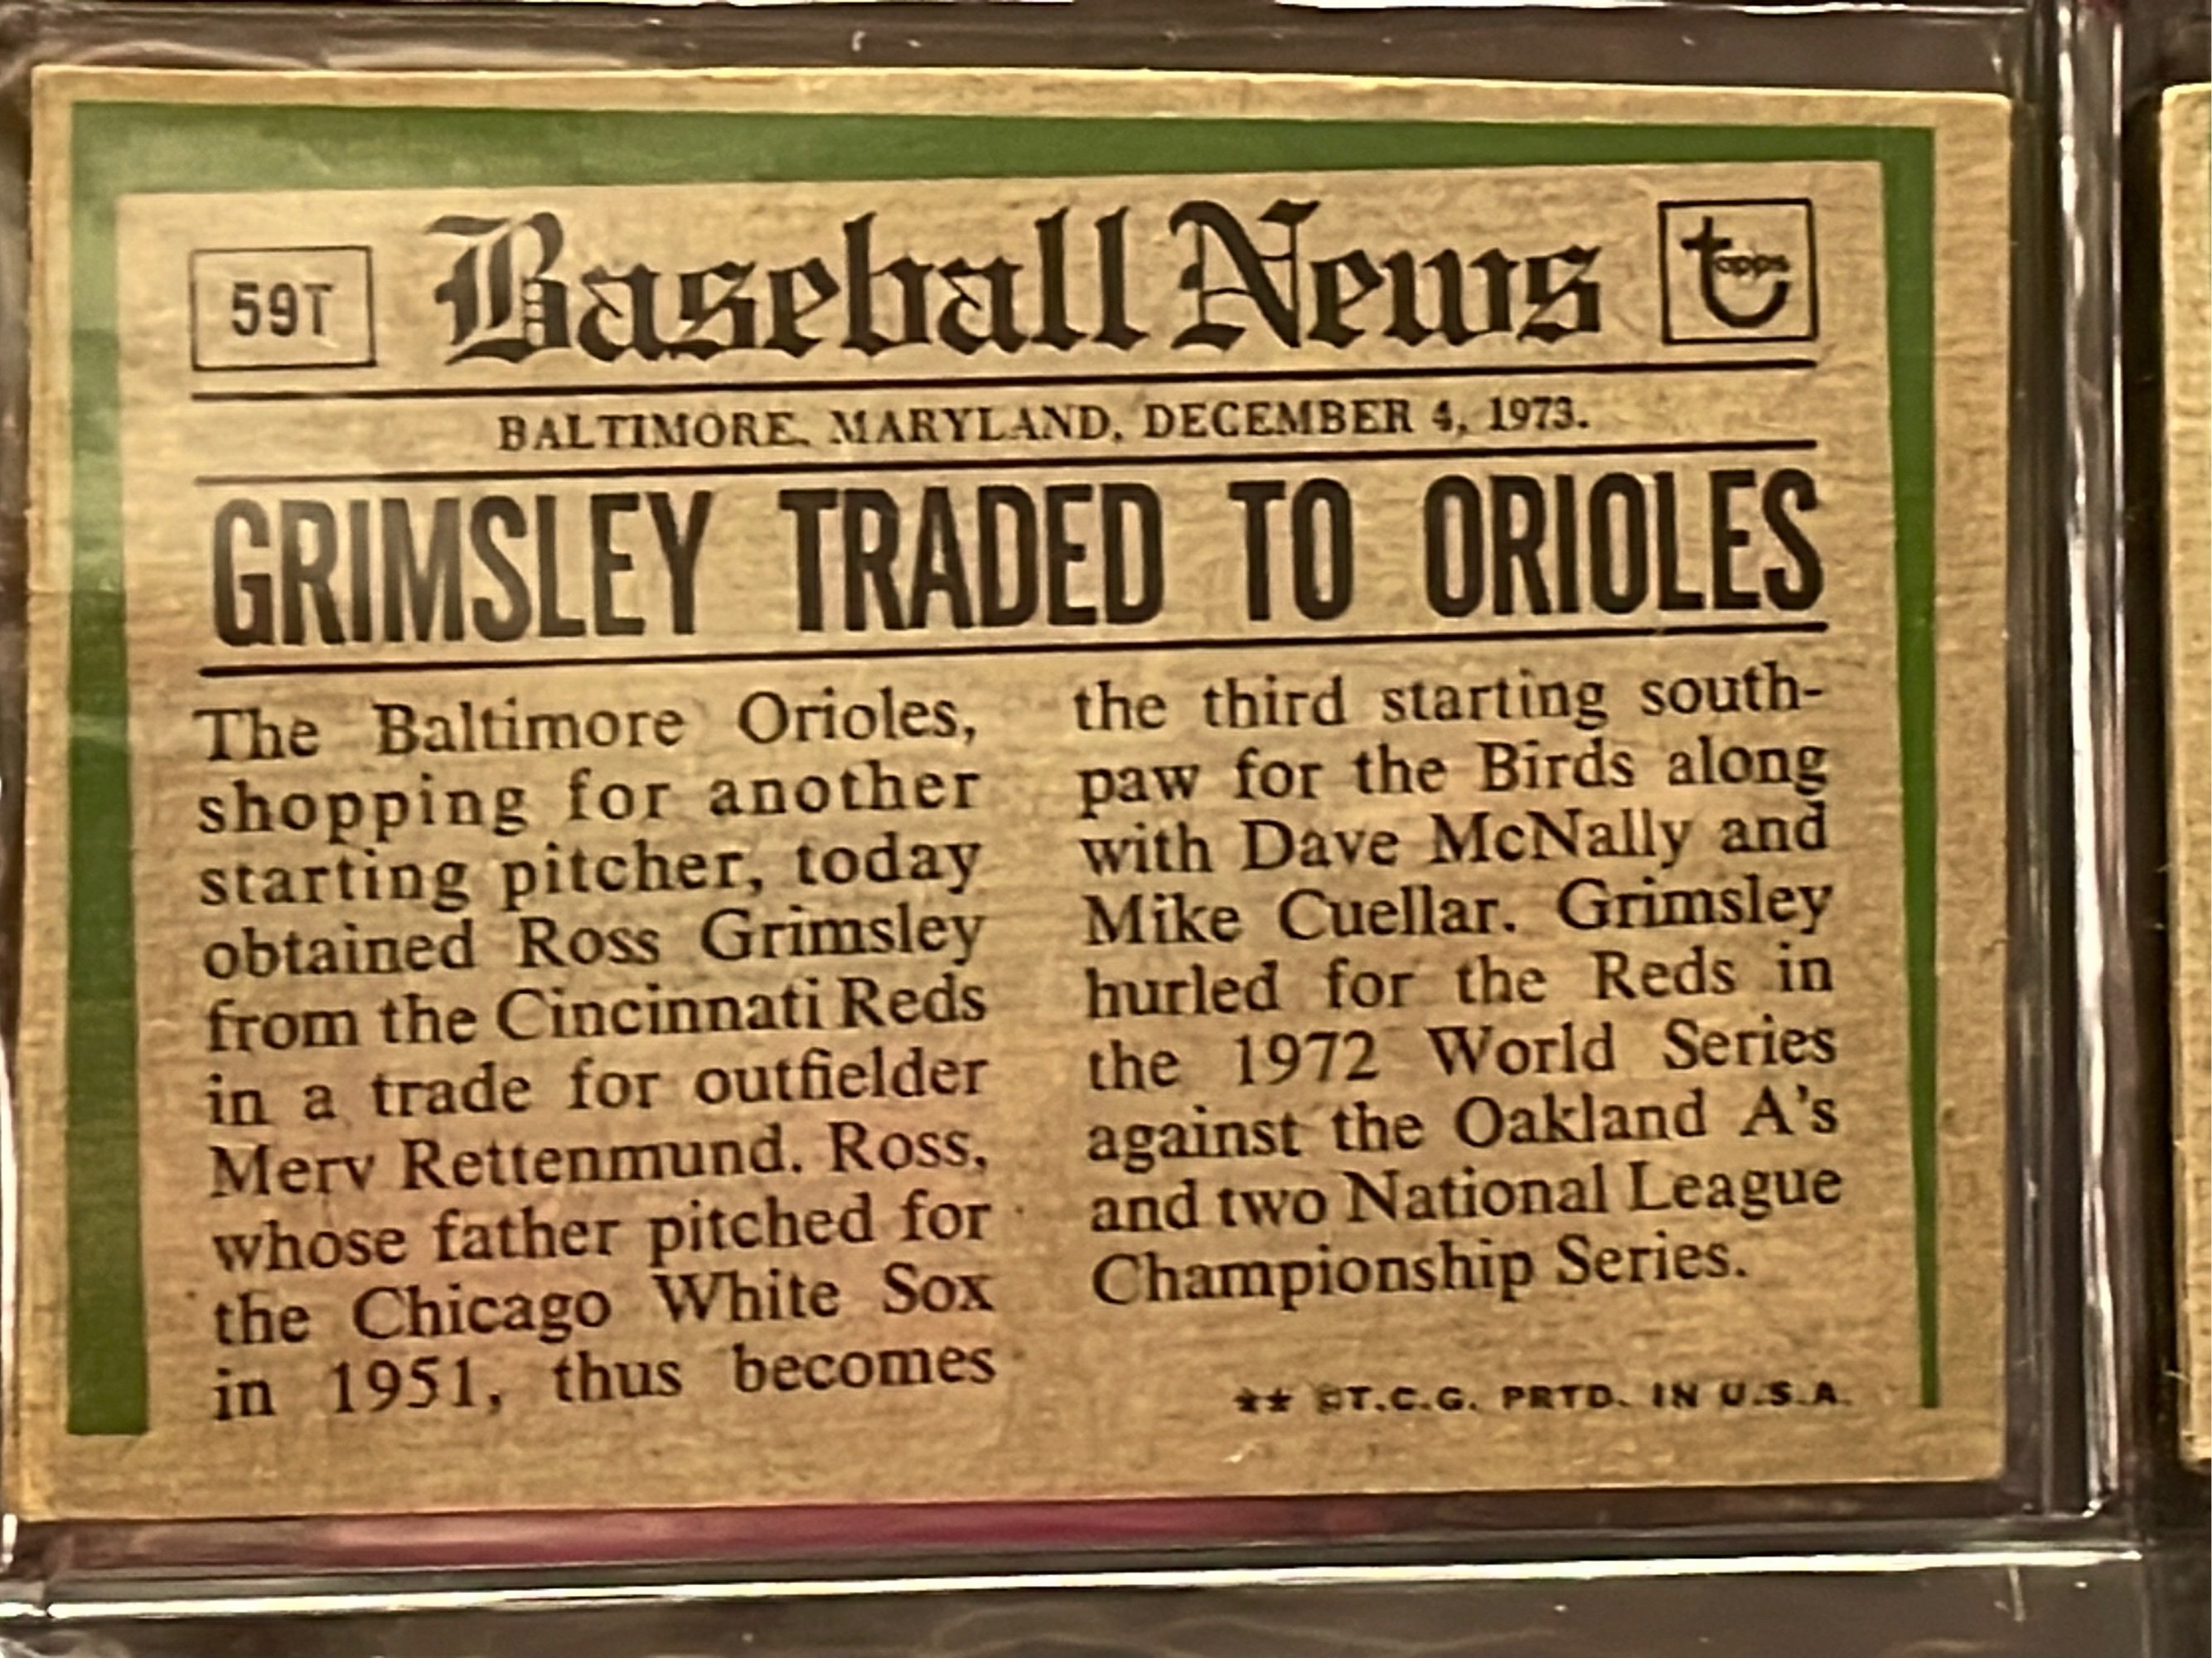 59T
Baseball News
topps
BALTIMORE, MARYLAND, DECEMBER 4, 1973.
GRIMSLEY TRADED TO ORIOLES
The Baltimore Orioles,
shopping for another
starting pitcher, today
obtained Ross Grimsley
from the Cincinnati Reds
in a trade for outfielder
Merv Rettenmund. Ross,
whose father pitched for
the Chicago White Sox
in 1951, thus becomes
the third starting south-
paw for the Birds along
with Dave McNally and
Mike Cuellar. Grimsley
hurled for the Reds in
the 1972 World Series
against the Oakland A's
and two National League
Championship Series.
** ©T.C.G. PRTD. IN U.S.A.